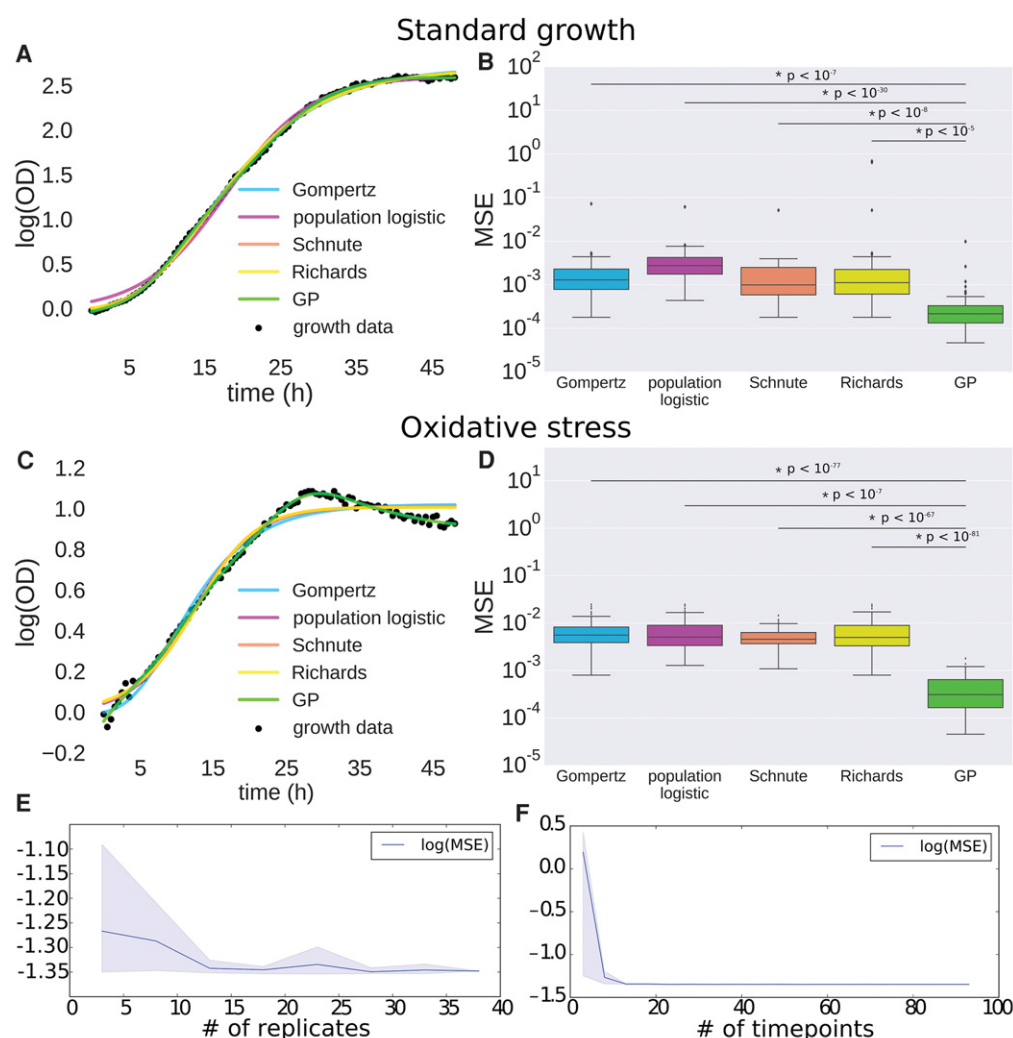 Standard growth
A
log(OD)
2.5
2.0
1.5
1.0
0.5
0.0
Gompertz
population logistic
Schnute
Richards
GP
growth data
5 15 25 35 45
time (h)
B
MSE
10^2
10^1
10^0
10^-1
10^-2
10^-3
10^-4
10^-5
* p < 10^-7
* p < 10^-30
* p < 10^-8
* p < 10^-5
Gompertz population Schnute Richards GP
logistic
Oxidative stress
C
log(OD)
1.2
1.0
0.8
0.6
0.4
0.2
0.0
−0.2
Gompertz
population logistic
Schnute
Richards
GP
growth data
5 15 25 35 45
time (h)
D
MSE
10^1
10^0
10^-1
10^-2
10^-3
10^-4
10^-5
* p < 10^-77
* p < 10^-7
* p < 10^-67
* p < 10^-81
Gompertz population Schnute Richards GP
logistic
E
log(MSE)
-1.10
-1.15
-1.20
-1.25
-1.30
-1.35
0 5 10 15 20 25 30 35 40
# of replicates
F
log(MSE)
0.5
0.0
−0.5
−1.0
−1.5
0 20 40 60 80 100
# of timepoints